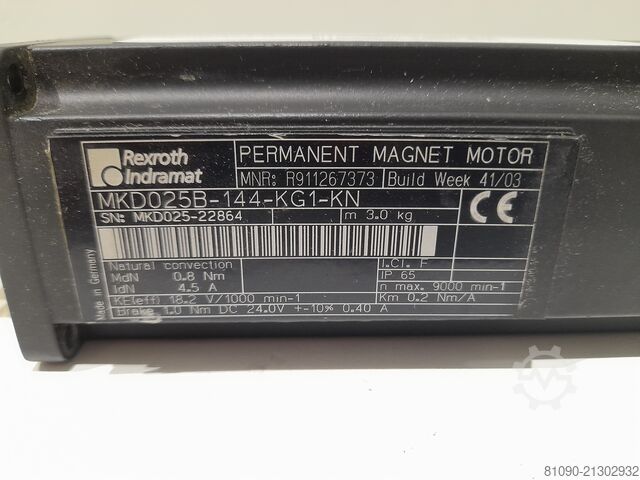 Rexroth
Indramat
PERMANENT MAGNET MOTOR
MNR: R911267373 Build Week 41/03
MKD025B-144-KG1-KN
SN: MKD025-22864 m 3.0 kg
CE
Made in Germany
Natural convection I.Cl. F
MdN 0.8 Nm IP 65
IdN 4.5 A n max. 9000 min-1
KE(eff) 18.2 V/1000 min-1 Km 0.2 Nm/A
Brake 1.0 Nm DC 24.0V +-10% 0.40 A
81090-21302932